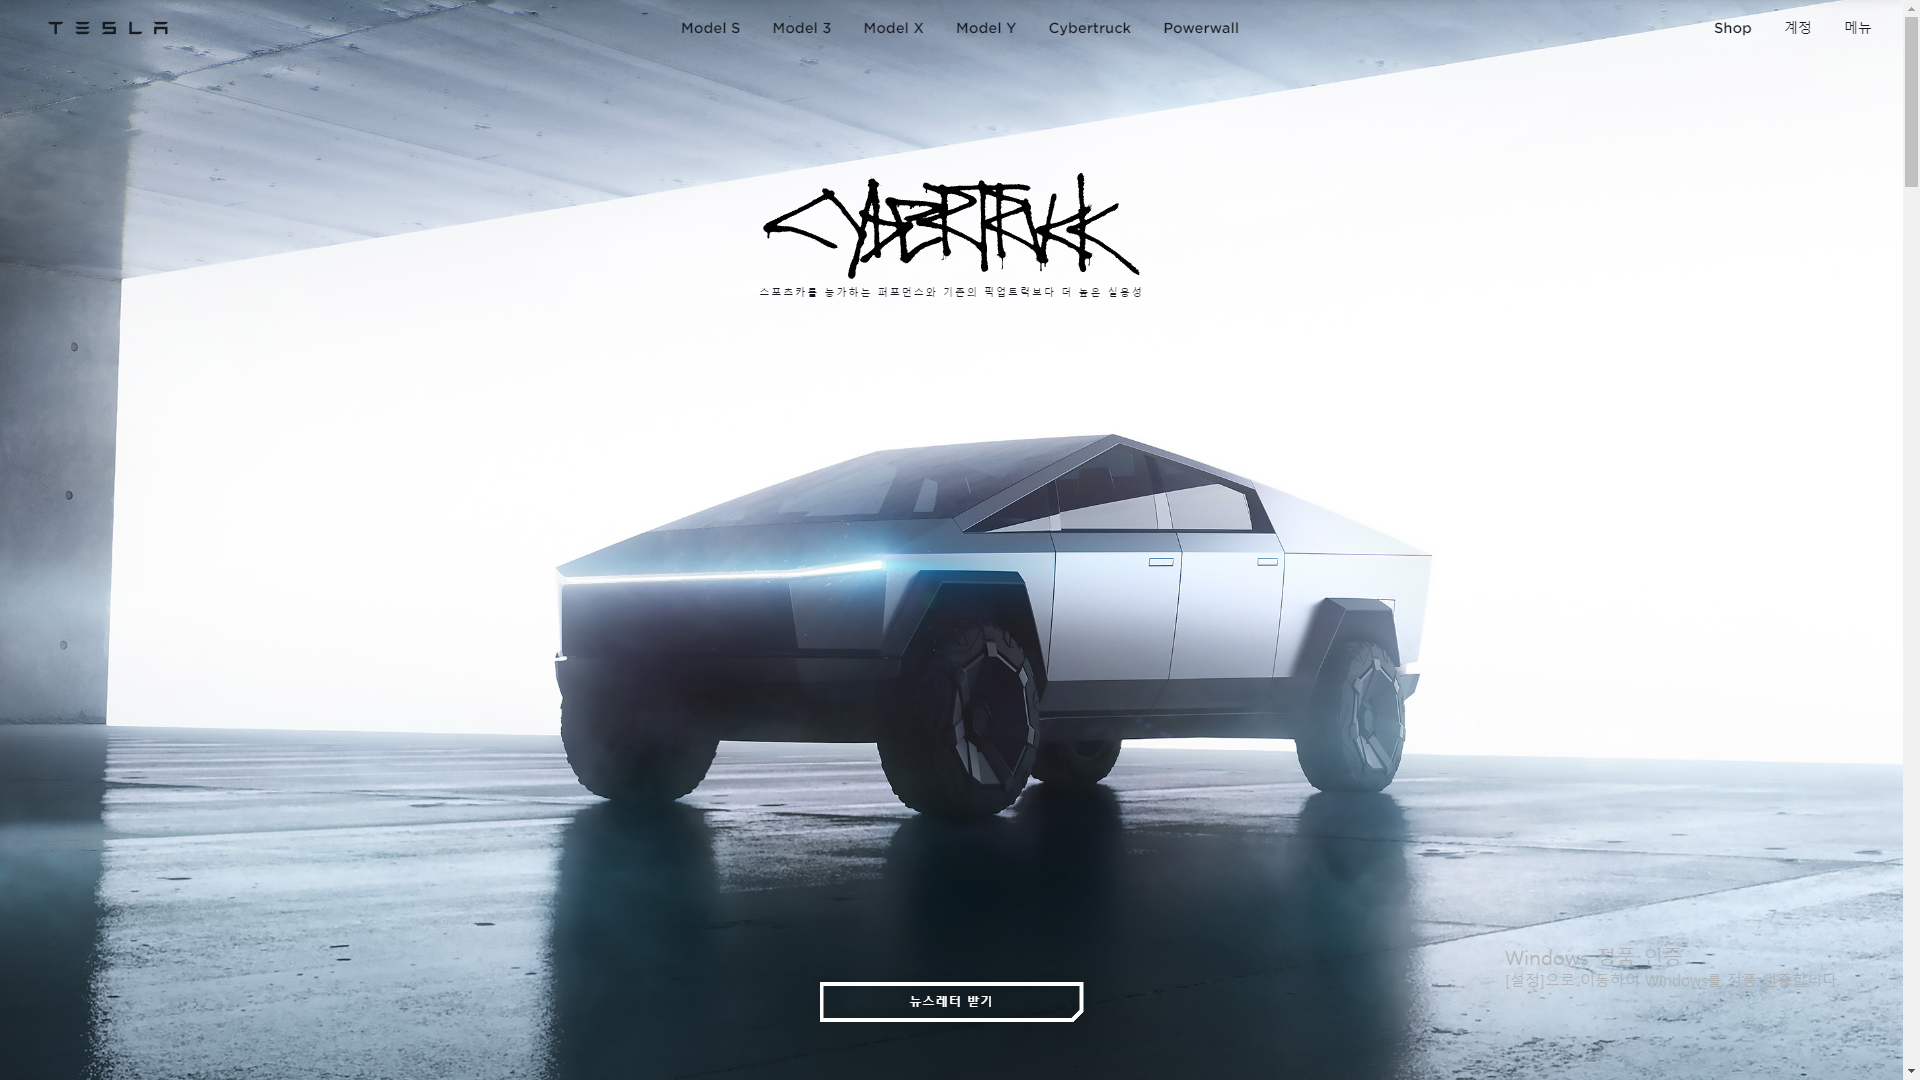 TESLA
Model S
Model 3
Model X
Model Y
Cybertruck
Powerwall
Shop
계정
메뉴
CYBERTRUCK
스포츠카를 능가하는 퍼포먼스와 기존의 픽업트럭보다 더 높은 실용성
Windows 정품 인증
[설정]으로 이동하여 Windows를 정품 인증합니다.
뉴스레터 받기